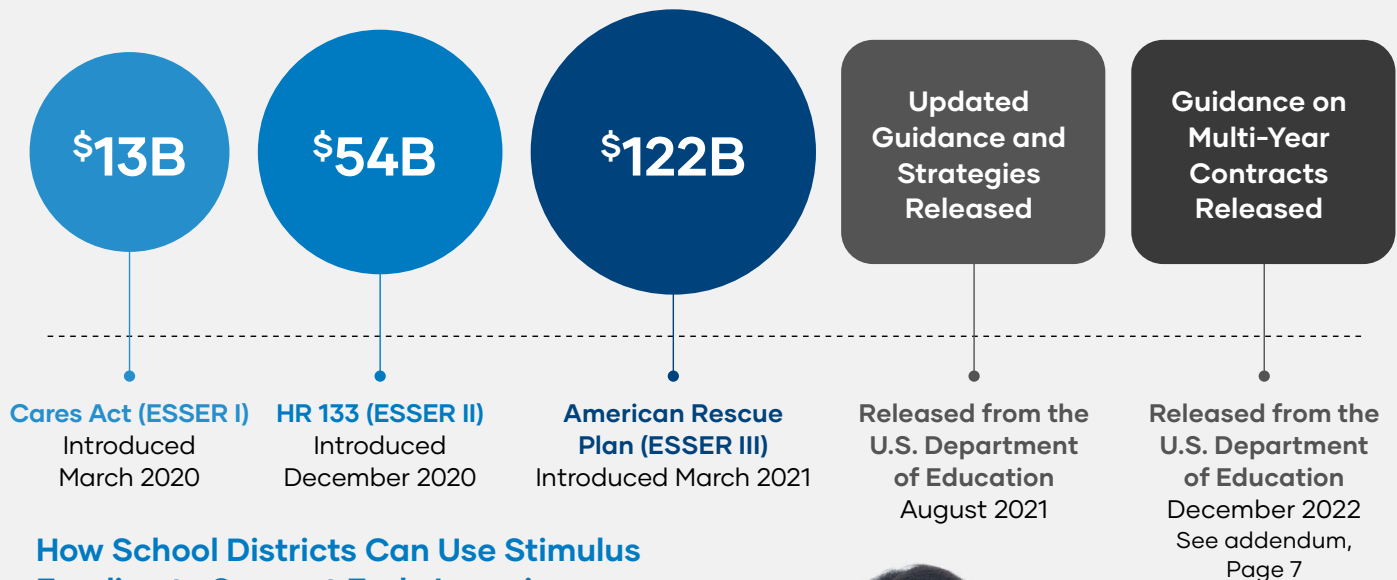 $13B
$54B
$122B
Updated
Guidance and
Strategies
Released
Guidance on
Multi-Year
Contracts
Released
Cares Act (ESSER I)
Introduced
March 2020
HR 133 (ESSER II)
Introduced
December 2020
American Rescue
Plan (ESSER III)
Introduced March 2021
Released from the
U.S. Department
of Education
August 2021
Released from the
U.S. Department
of Education
December 2022
See addendum,
Page 7
How School Districts Can Use Stimulus